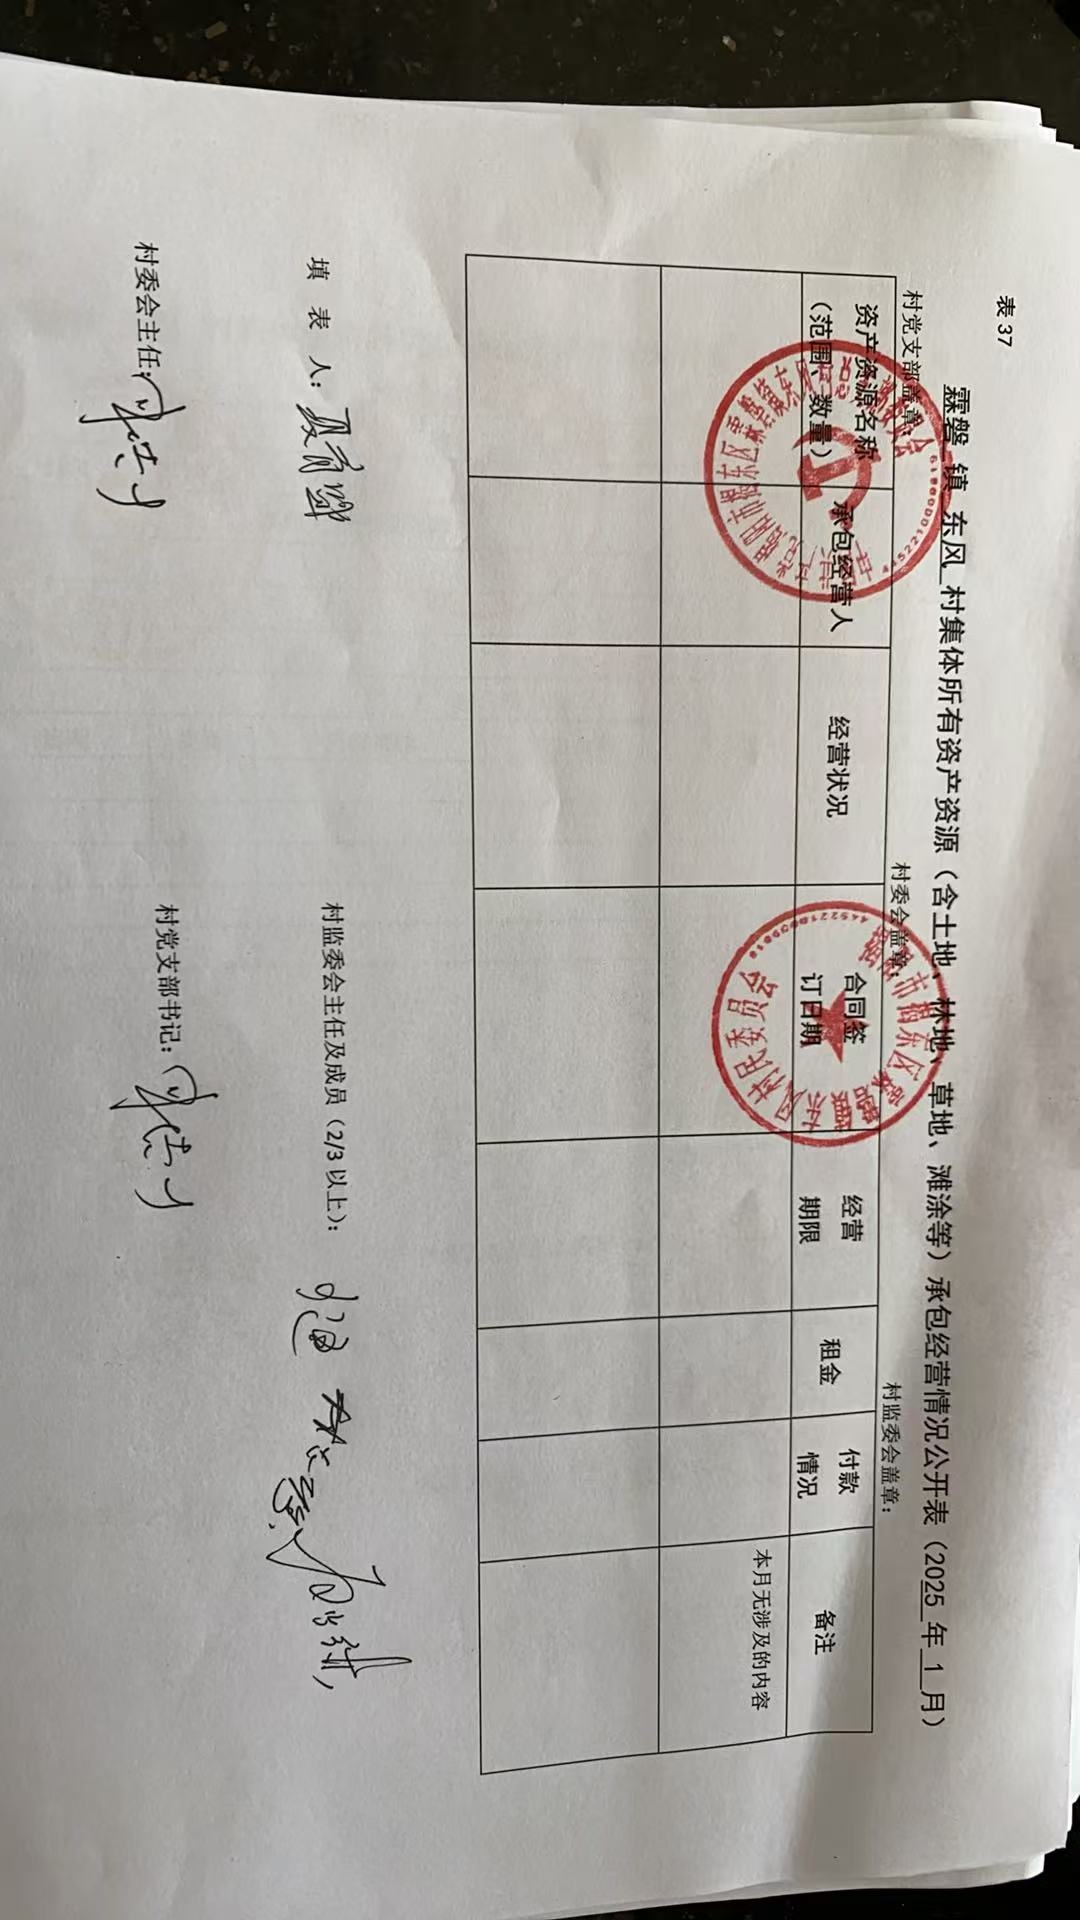 表 37
霖磐 镇 东风 村集体所有资产资源（含土地、林地、草地、滩涂等）承包经营情况公开表（2025 年 1 月）
村党支部盖章： 村委会盖章： 村监委会盖章：
资产资源名称（范围、数量） 承包经营人 经营状况 合同签订日期 经营期限 租金 付款情况 备注
本月无涉及的内容
填 表 人：
村监委会主任及成员（2/3 以上）：
村委会主任：
村党支部书记：